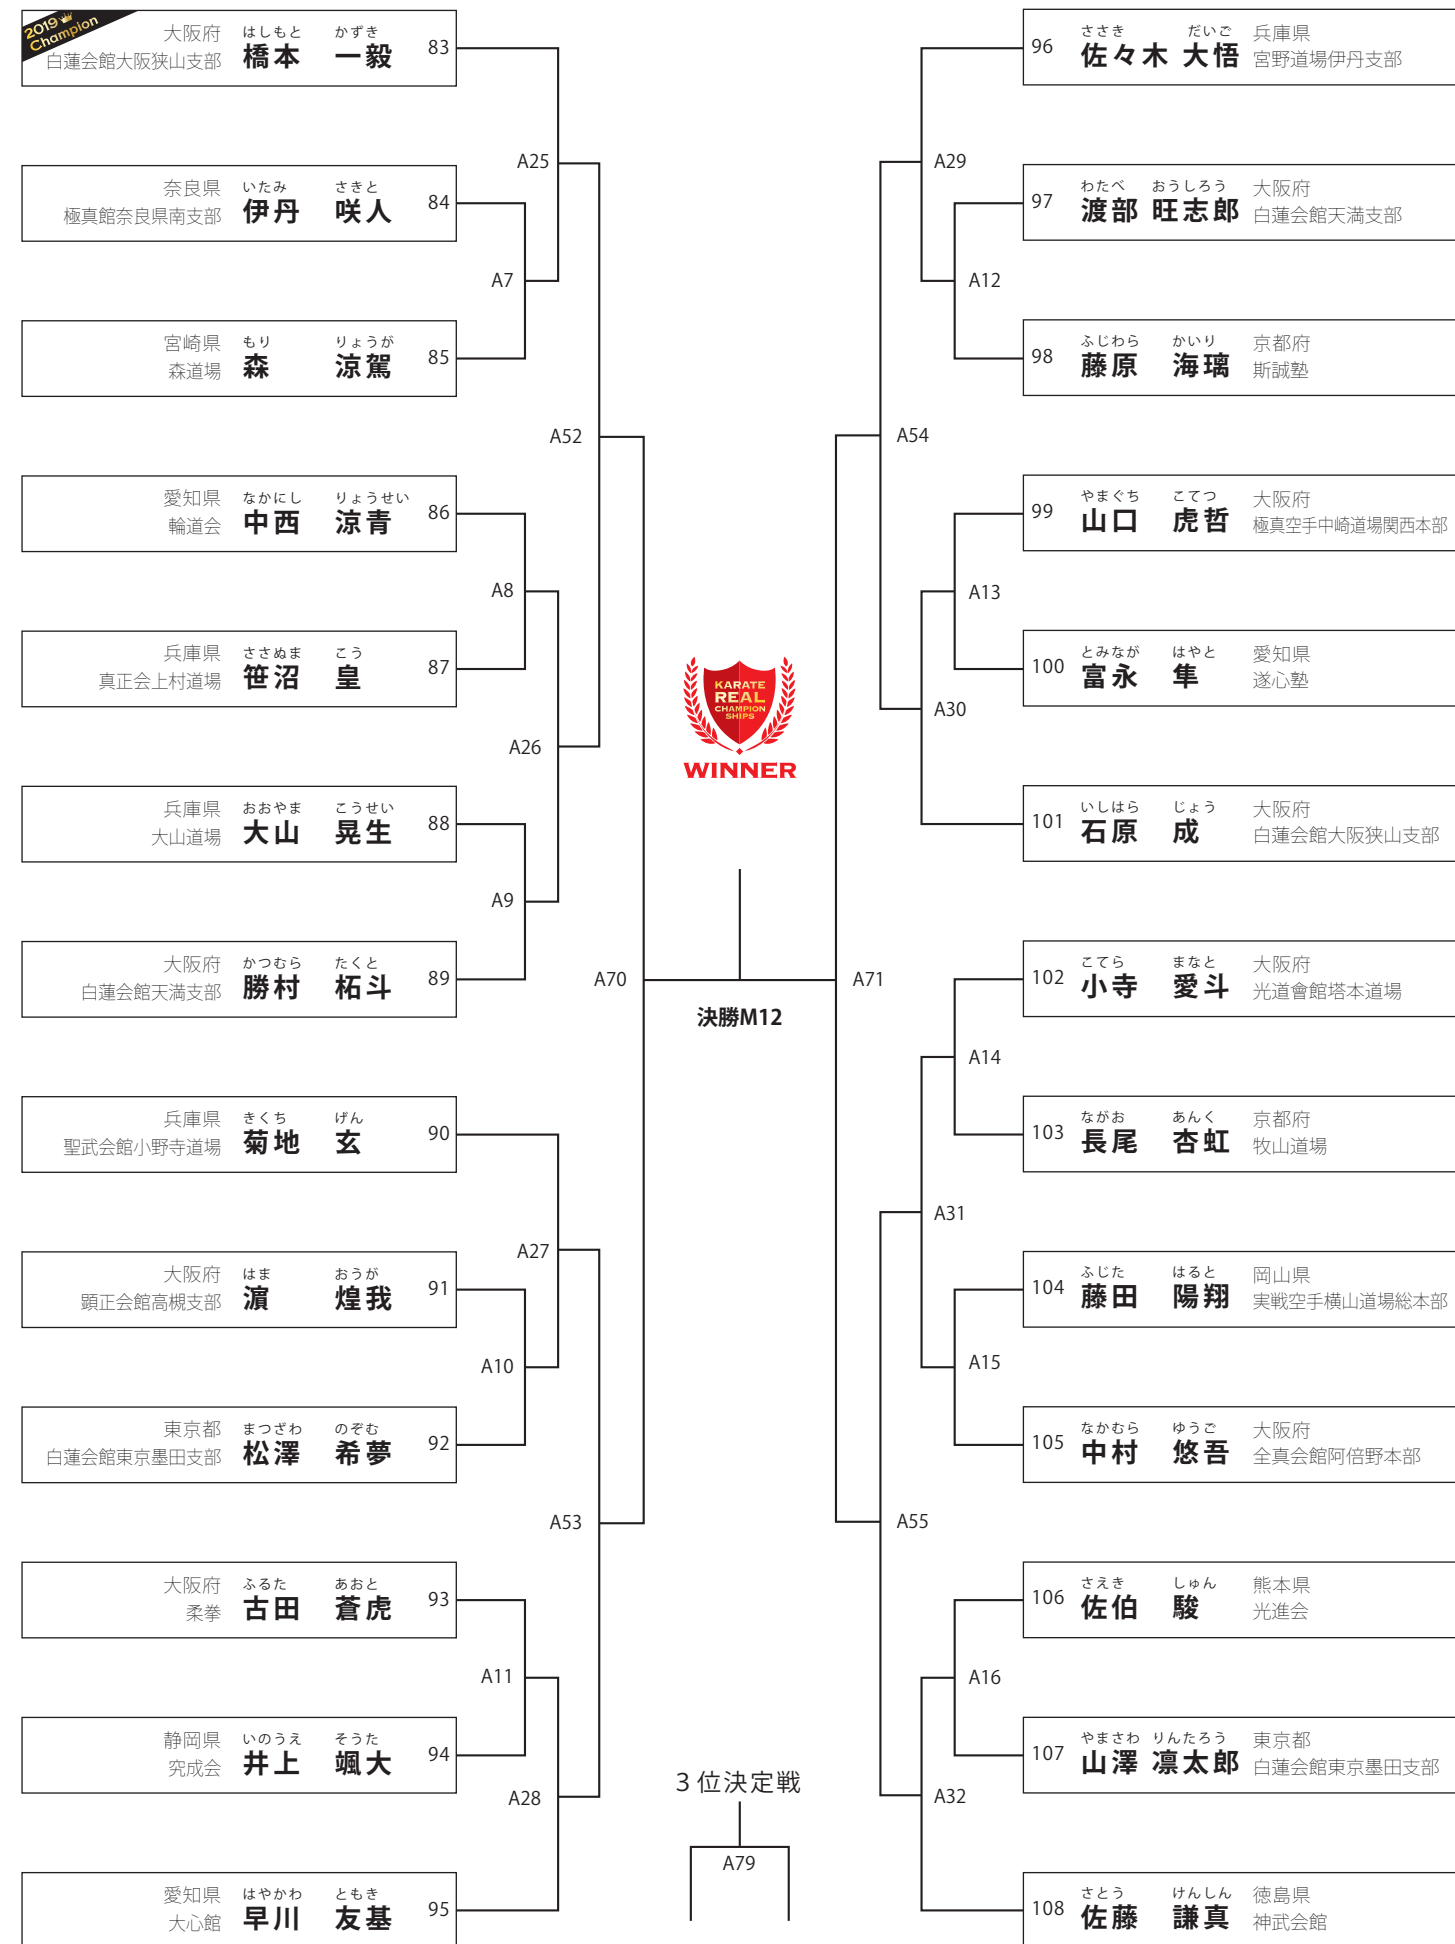 2019
Champion
大阪府
白蓮会館大阪狭山支部
はしもと かずき
橋本 一毅
83
奈良県
極真館奈良県南支部
いたみ さきと
伊丹 咲人
84
宮崎県
森道場
もり りょうが
森 涼駕
85
愛知県
輪道会
なかにし りょうせい
中西 涼青
86
兵庫県
真正会上村道場
ささぬま こう
笹沼 皇
87
兵庫県
大山道場
おおやま こうせい
大山 晃生
88
大阪府
白蓮会館天満支部
かつむら たくと
勝村 柘斗
89
兵庫県
聖武会館小野寺道場
きくち げん
菊地 玄
90
大阪府
顕正会館高槻支部
はま おうが
濵 煌我
91
東京都
白蓮会館東京墨田支部
まつざわ のぞむ
松澤 希夢
92
大阪府
柔拳
ふるた あおと
古田 蒼虎
93
静岡県
究成会
いのうえ そうた
井上 颯大
94
愛知県
大心館
はやかわ ともき
早川 友基
95
A25
A7
A52
A8
A26
A9
A70
A27
A10
A53
A11
A28
KARATE
REAL
CHAMPION
SHIPS
WINNER
決勝M12
３位決定戦
A79
A29
A12
A54
A13
A30
A71
A14
A31
A15
A55
A16
A32
96
ささき だいご
佐々木 大悟
兵庫県
宮野道場伊丹支部
97
わたべ おうしろう
渡部 旺志郎
大阪府
白蓮会館天満支部
98
ふじわら かいり
藤原 海璃
京都府
斯誠塾
99
やまぐち こてつ
山口 虎哲
大阪府
極真空手中崎道場関西本部
100
とみなが はやと
富永 隼
愛知県
遂心塾
101
いしはら じょう
石原 成
大阪府
白蓮会館大阪狭山支部
102
こてら まなと
小寺 愛斗
大阪府
光道會館塔本道場
103
ながお あんく
長尾 杏虹
京都府
牧山道場
104
ふじた はると
藤田 陽翔
岡山県
実戦空手横山道場総本部
105
なかむら ゆうご
中村 悠吾
大阪府
全真会館阿倍野本部
106
さえき しゅん
佐伯 駿
熊本県
光進会
107
やまさわ りんたろう
山澤 凛太郎
東京都
白蓮会館東京墨田支部
108
さとう けんしん
佐藤 謙真
徳島県
神武会館